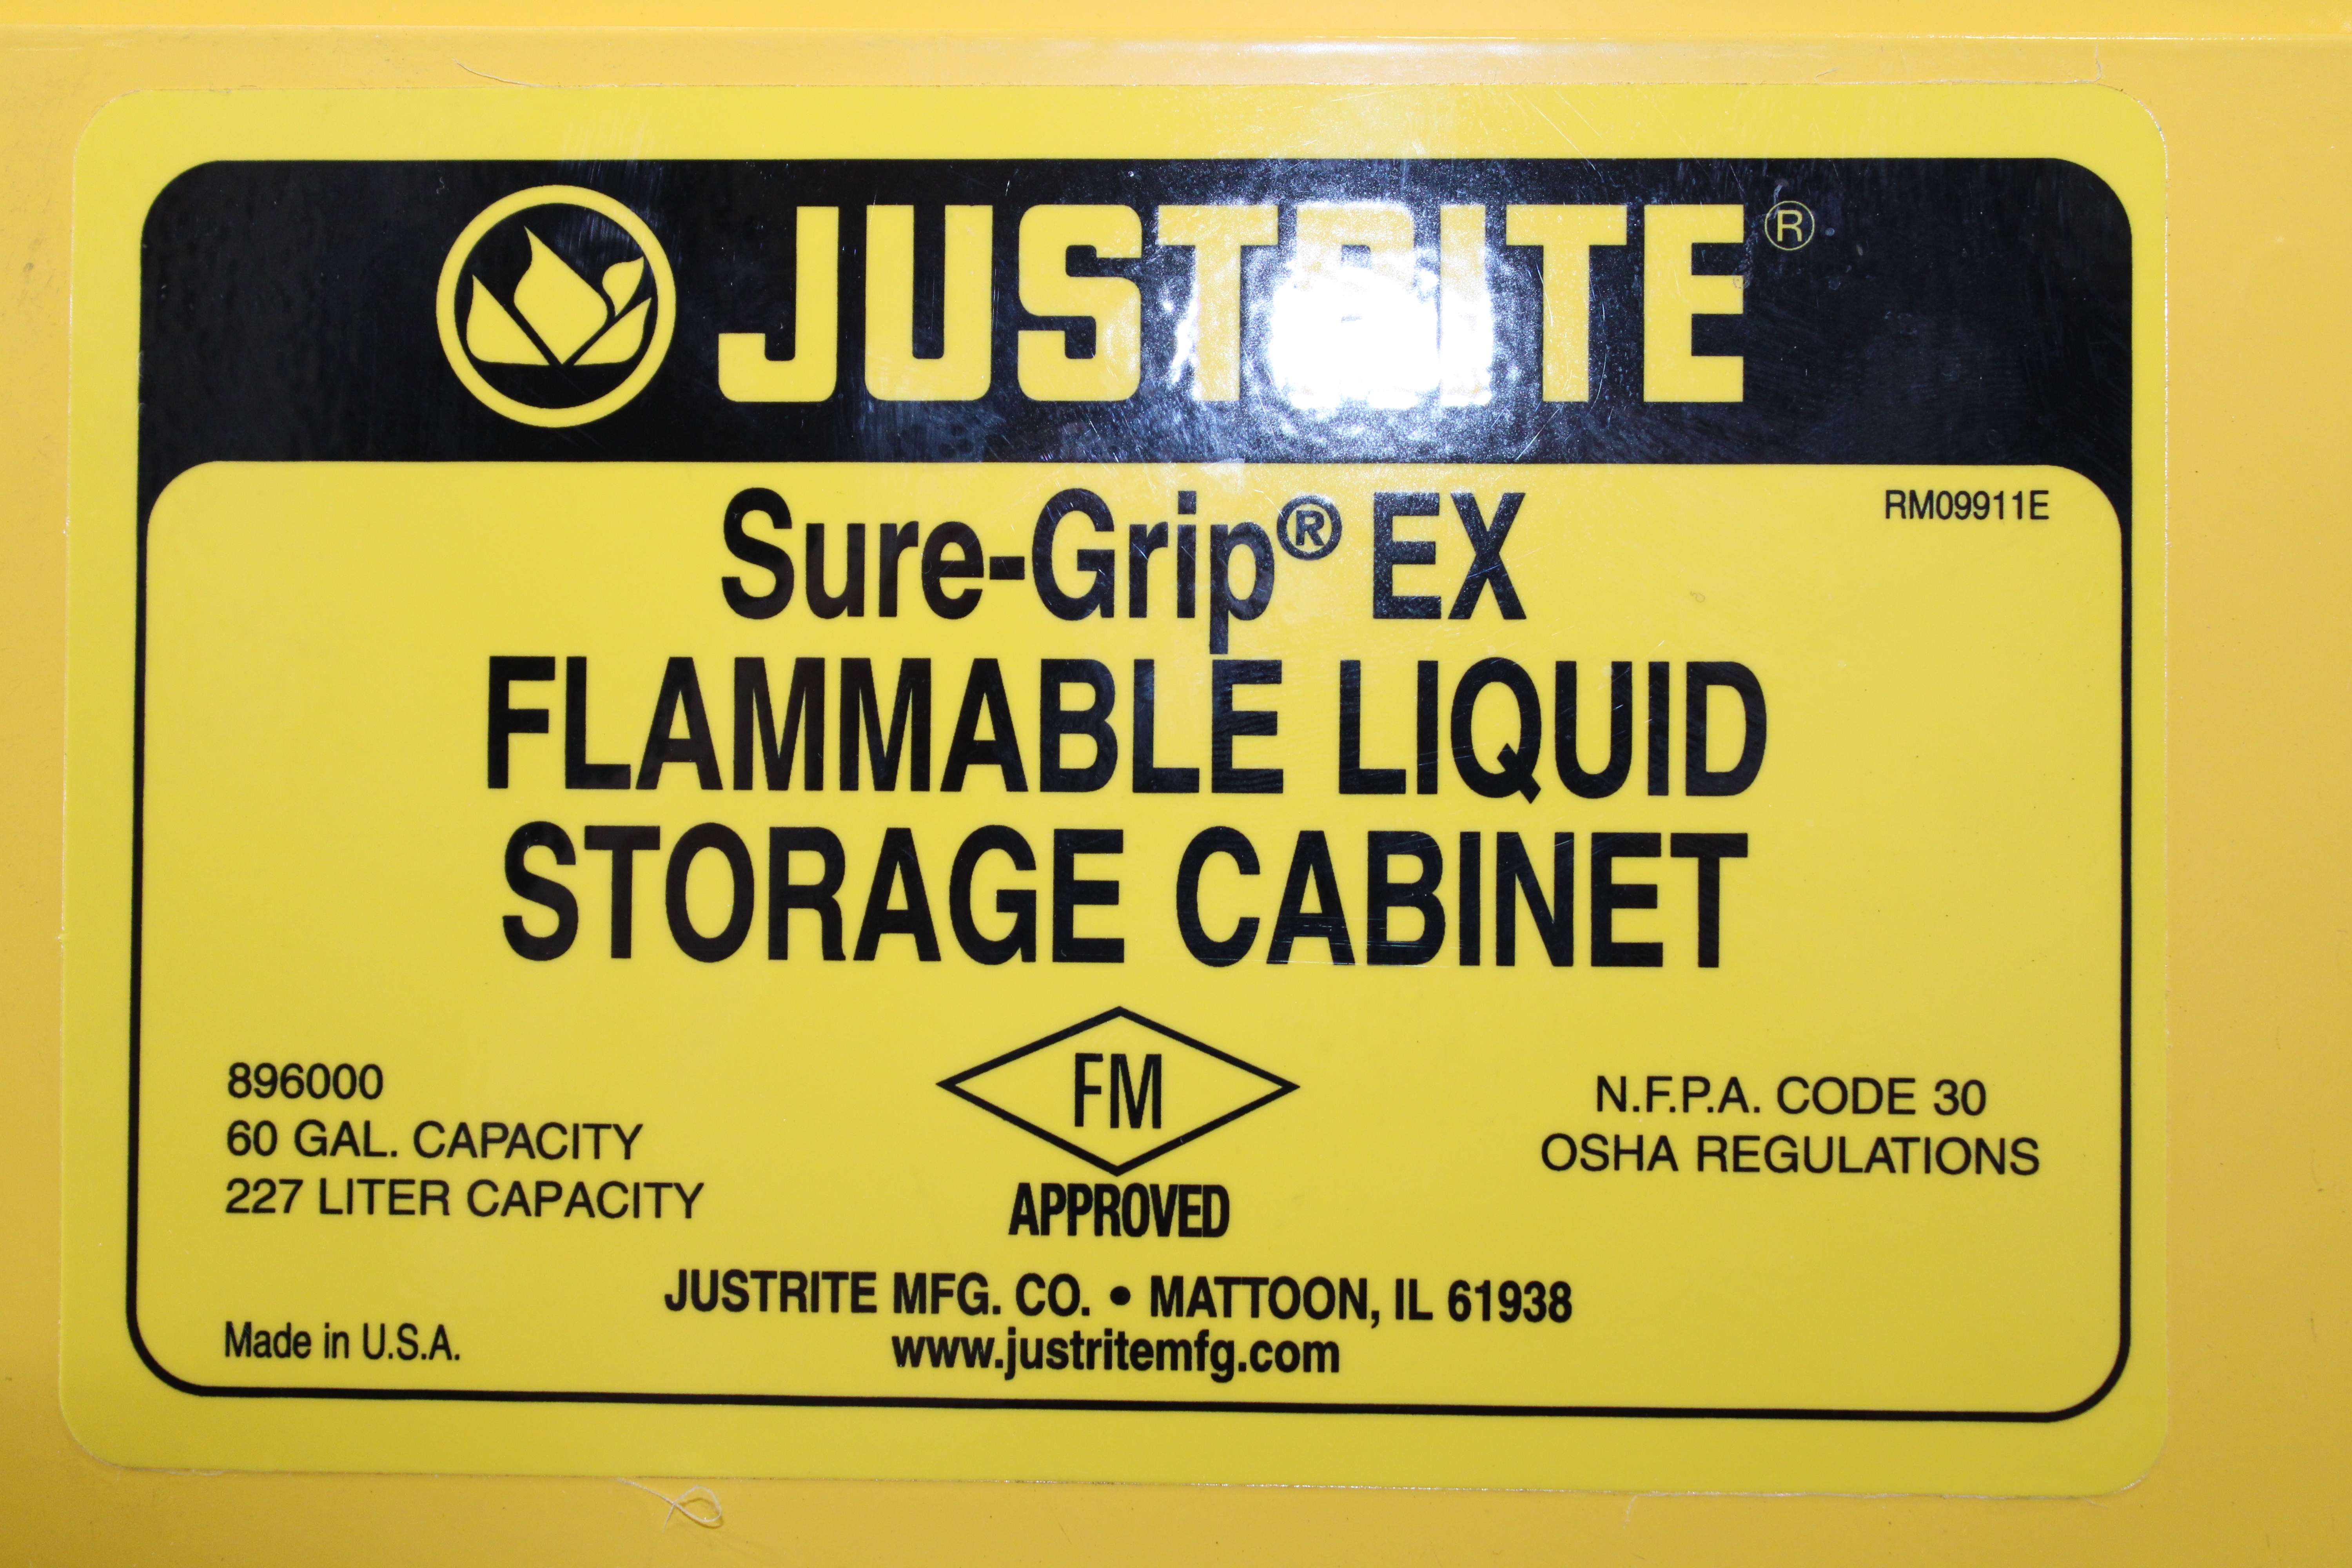 JUSTRITE®
Sure-Grip® EX
RM09911E
FLAMMABLE LIQUID
STORAGE CABINET
896000
60 GAL. CAPACITY
227 LITER CAPACITY
FM
APPROVED
N.F.P.A. CODE 30
OSHA REGULATIONS
JUSTRITE MFG. CO. • MATTOON, IL 61938
www.justritemfg.com
Made in U.S.A.